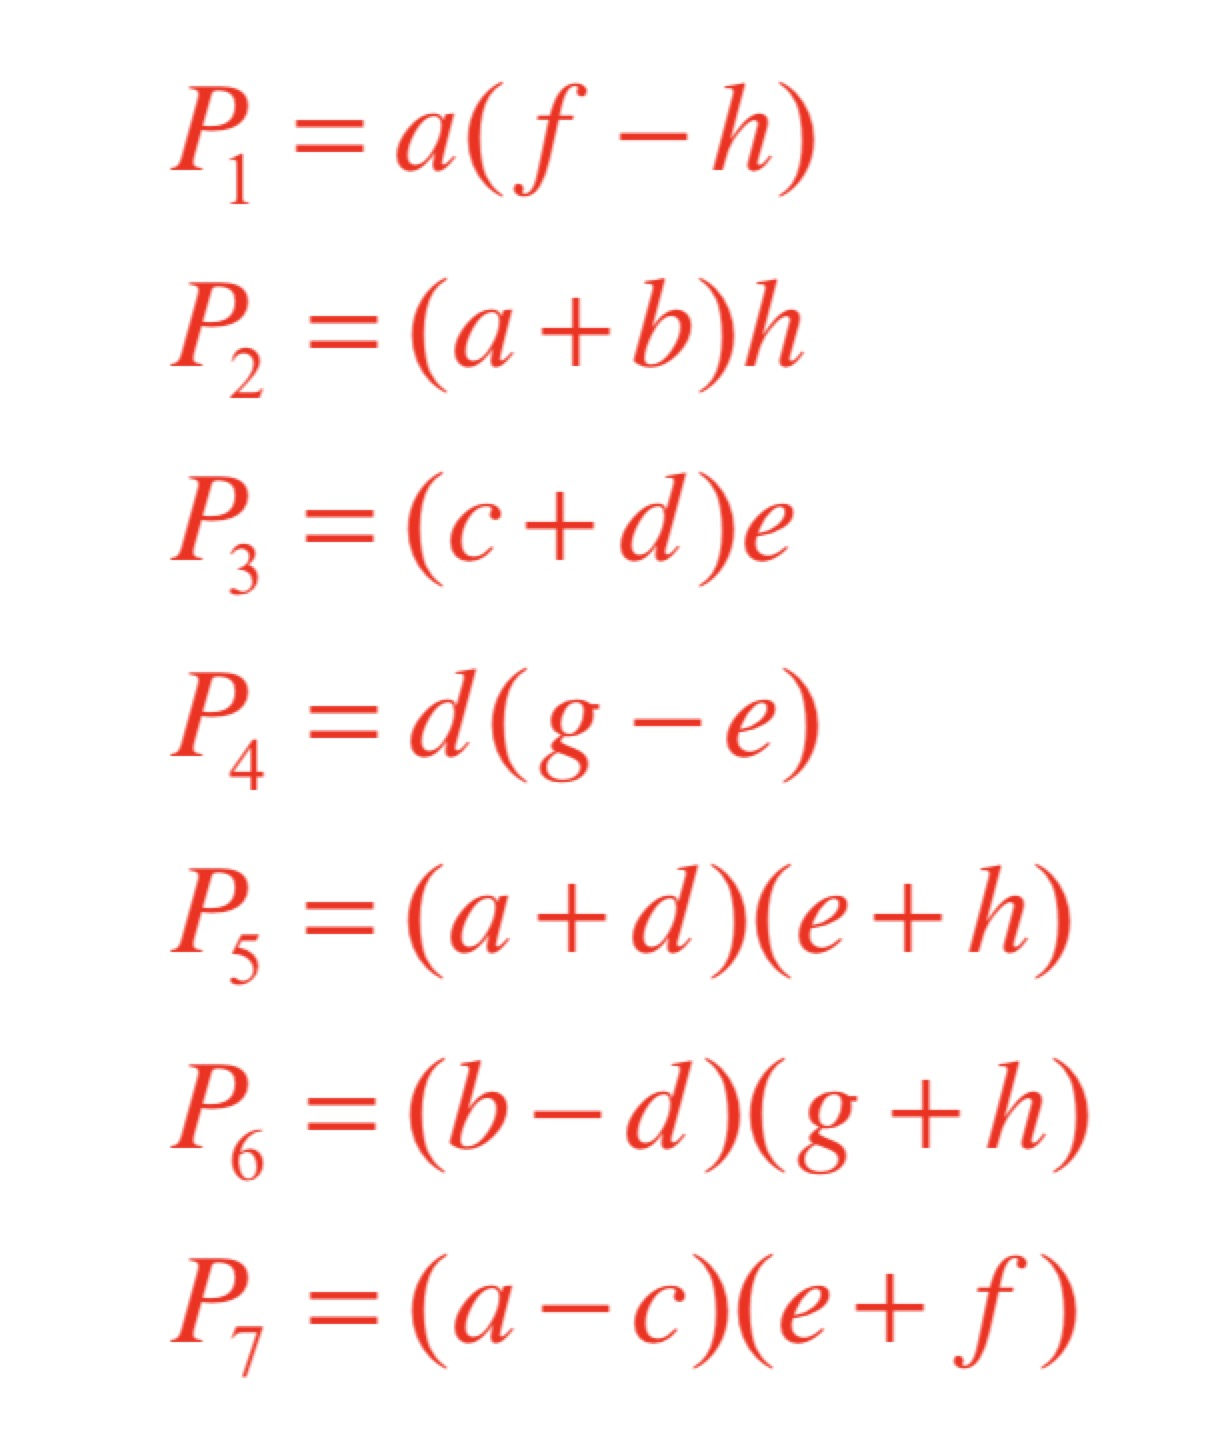 P₁ = a(f − h)
P₂ = (a + b)h
P₃ = (c + d)e
P₄ = d(g − e)
P₅ = (a + d)(e + h)
P₆ = (b − d)(g + h)
P₇ = (a − c)(e + f)